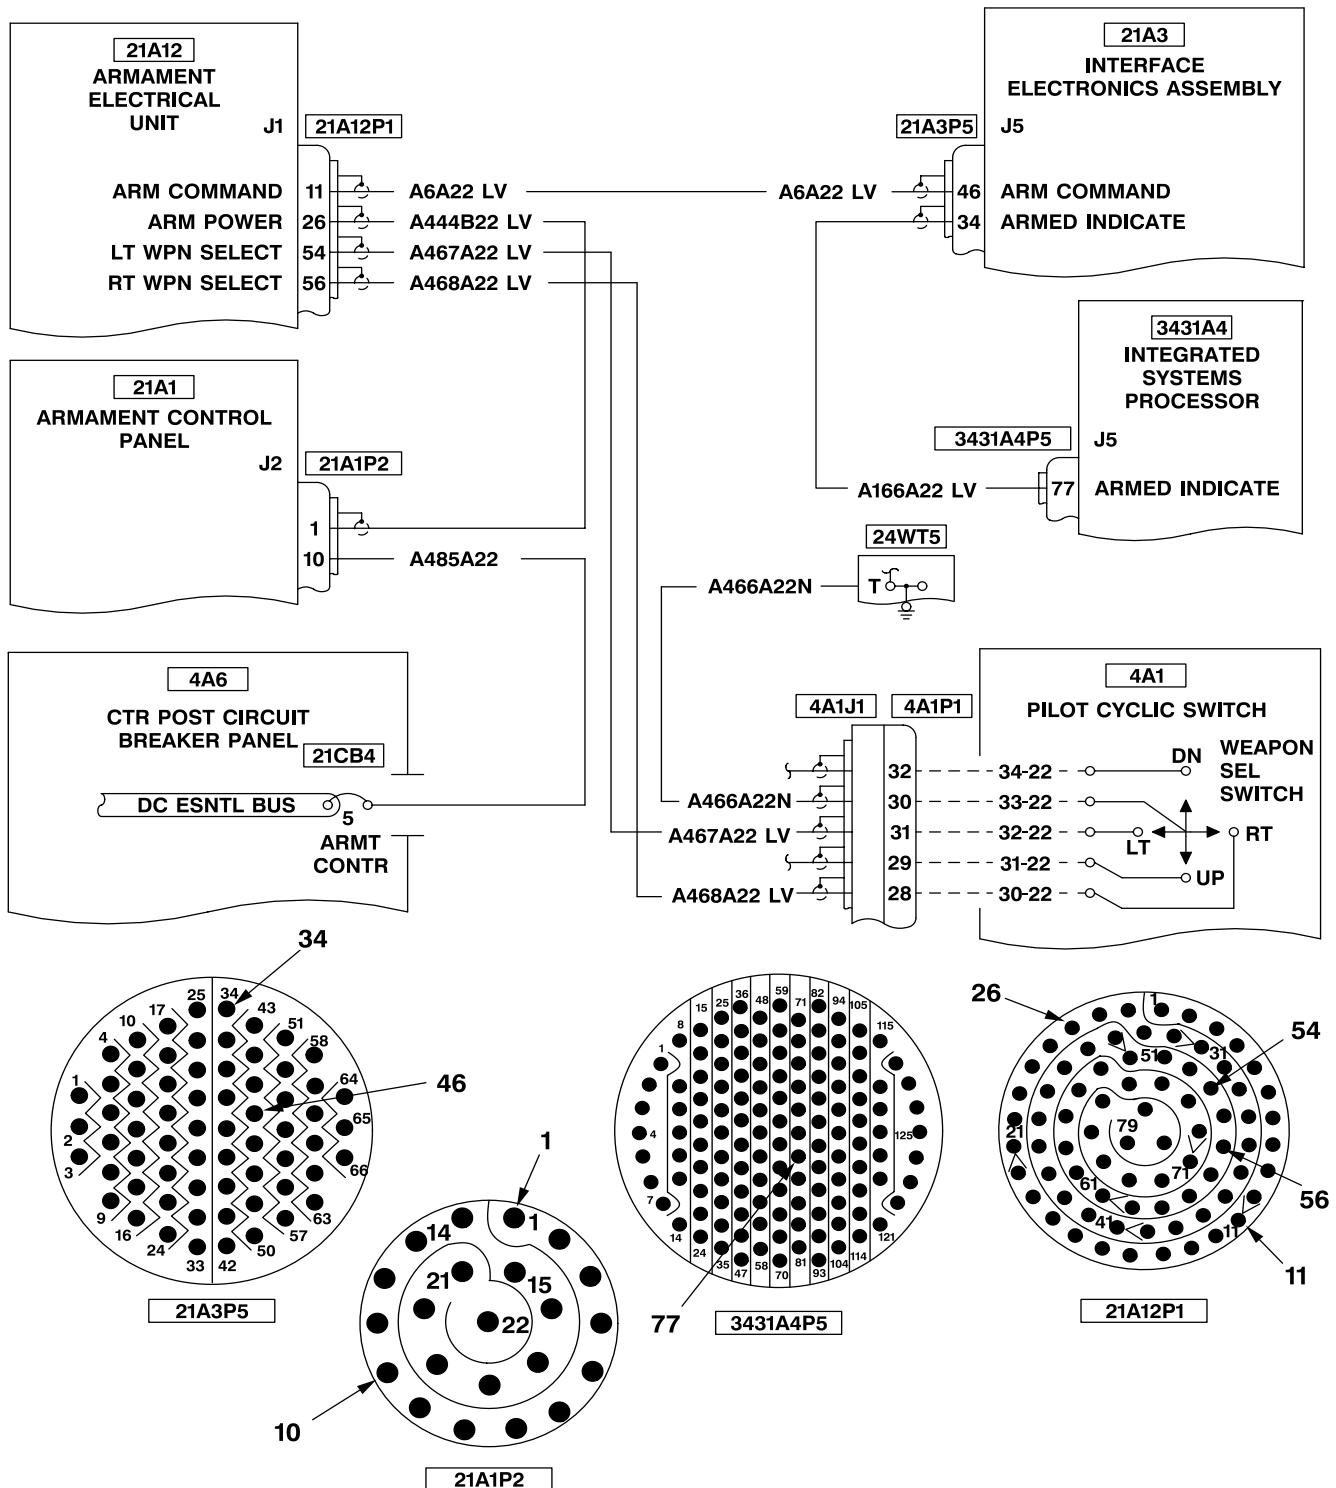 21A12
ARMAMENT
ELECTRICAL
UNIT
J1
21A12P1
ARM COMMAND 11 A6A22 LV
ARM POWER 26 A444B22 LV
LT WPN SELECT 54 A467A22 LV
RT WPN SELECT 56 A468A22 LV
21A3
INTERFACE
ELECTRONICS ASSEMBLY
21A3P5
J5
A6A22 LV 46 ARM COMMAND
34 ARMED INDICATE
21A1
ARMAMENT CONTROL
PANEL
J2
21A1P2
1
10 A485A22
3431A4
INTEGRATED
SYSTEMS
PROCESSOR
3431A4P5
J5
A166A22 LV 77 ARMED INDICATE
24WT5
A466A22N T
4A6
CTR POST CIRCUIT
BREAKER PANEL
21CB4
DC ESNTL BUS
5
ARMT
CONTR
4A1
PILOT CYCLIC SWITCH
4A1J1 4A1P1
WEAPON
SEL
SWITCH
DN
32 34-22
A466A22N 30 33-22
A467A22 LV 31 32-22
LT RT
29 31-22
UP
A468A22 LV 28 30-22
34
46
25 34
17 43
10 51
4 58
1 64
2 65
3 66
9 63
16 57
24 50
33 42
21A3P5
1
14 1
21 15
22
10
21A1P2
59
36 82
25 48 71 94
15 105
8 115
1
4 125
7
14 121
24 114
35 58 81 104
47 70 93
77
3431A4P5
26
54
1
51 31
79
21
71
61
56
41 11
11
21A12P1